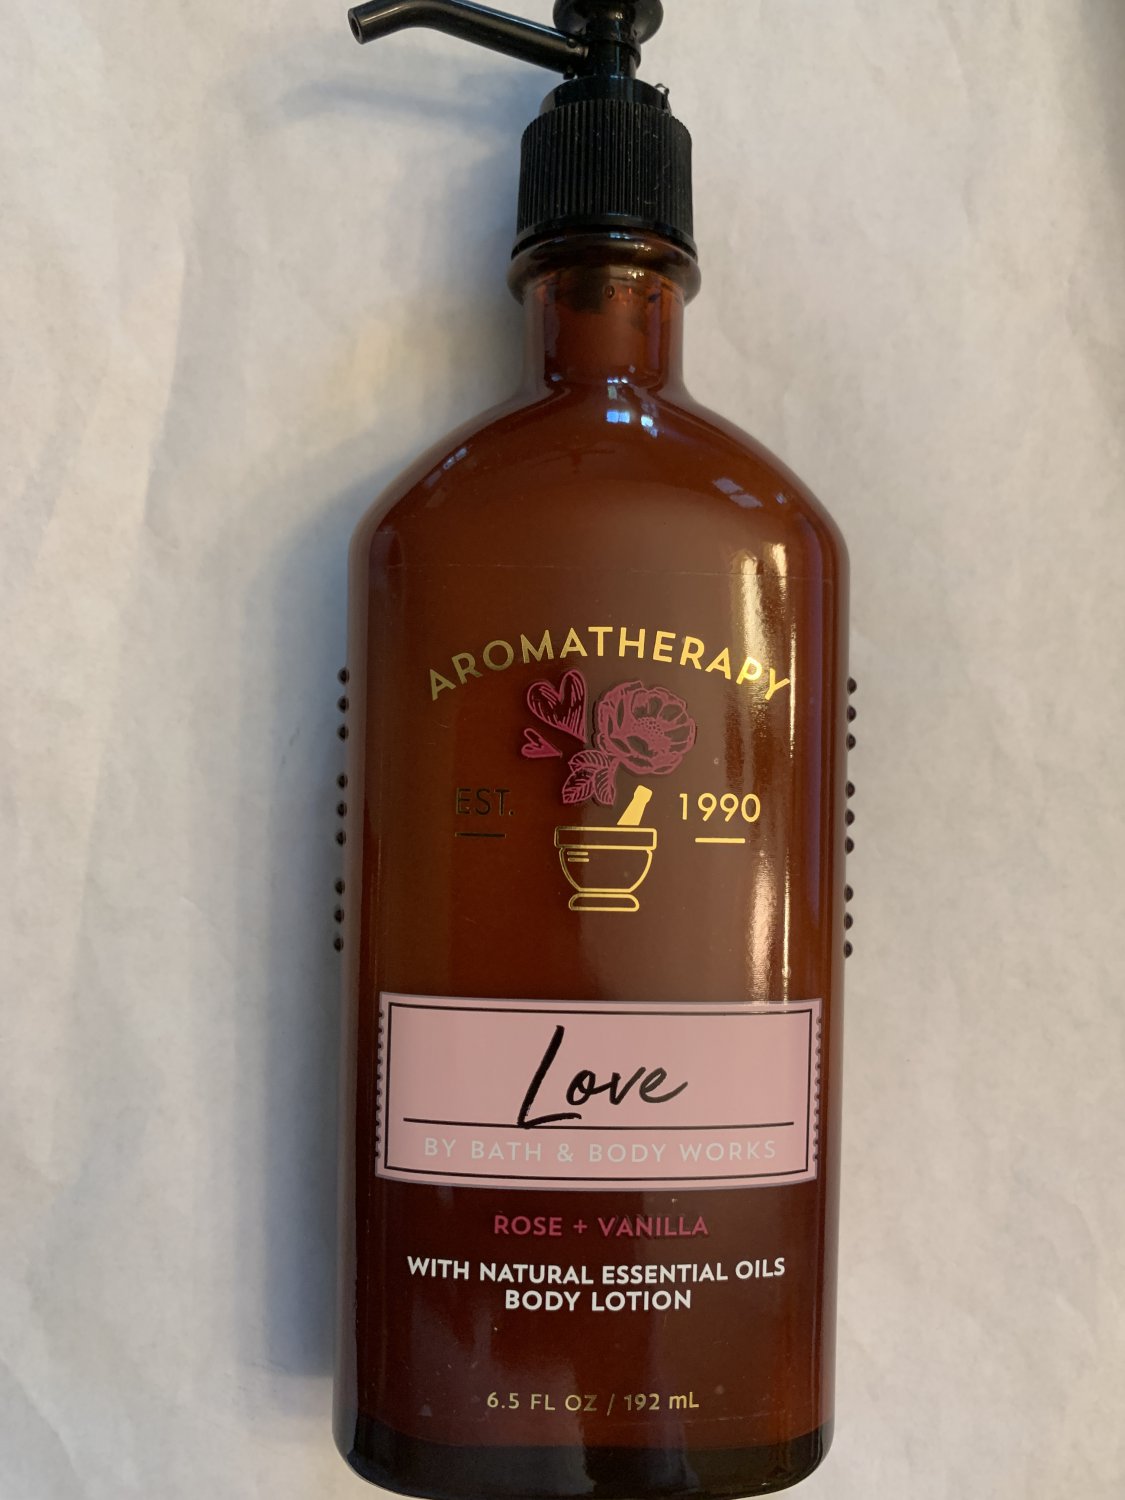 AROMATHERAPY
EST. 1990
Love
BY BATH & BODY WORKS
ROSE + VANILLA
WITH NATURAL ESSENTIAL OILS
BODY LOTION
6.5 FL OZ / 192 mL